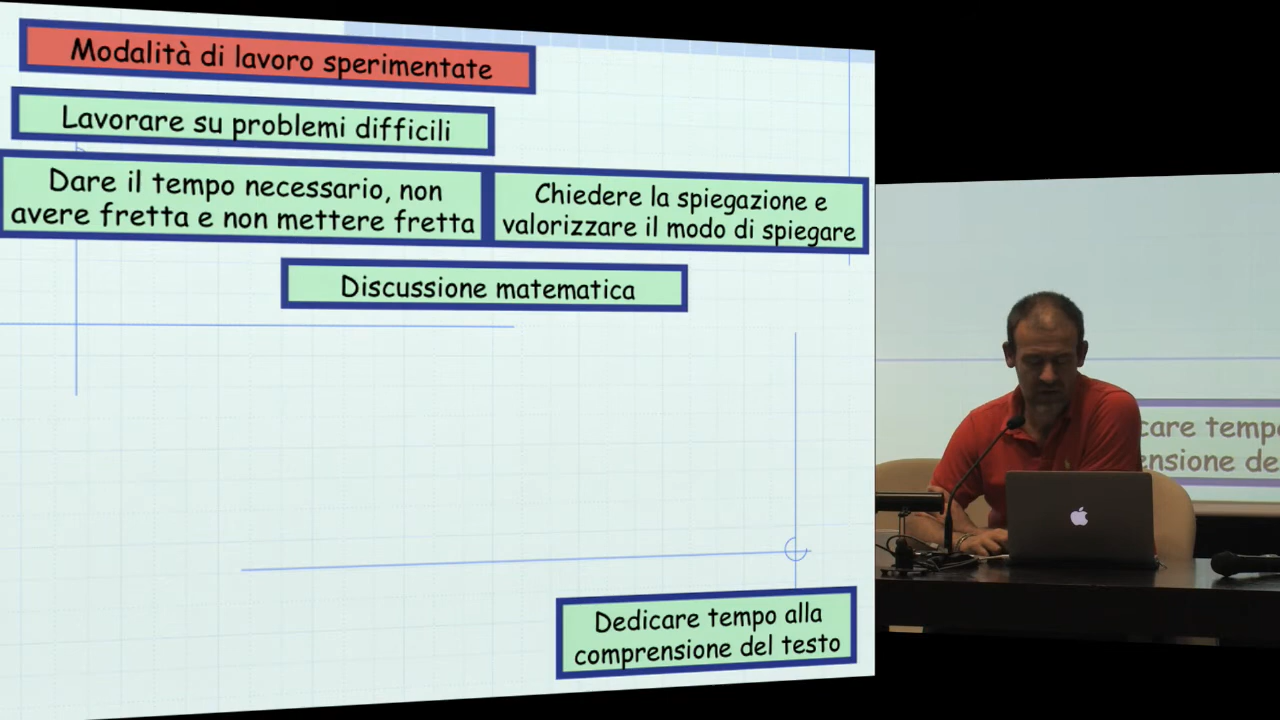 Modalità di lavoro sperimentate
Lavorare su problemi difficili
Dare il tempo necessario, non
avere fretta e non mettere fretta
Chiedere la spiegazione e
valorizzare il modo di spiegare
Discussione matematica
Dedicare tempo alla
comprensione del testo
care temp
ensione de